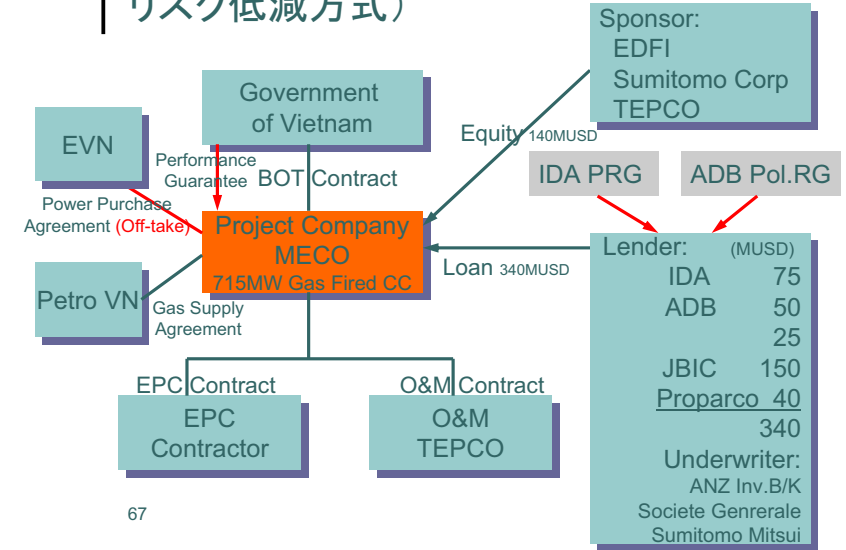 リスク低減方式）
Sponsor:
EDFI
Sumitomo Corp
TEPCO
Government
of Vietnam
EVN
Equity 140MUSD
Performance
Guarantee
BOT Contract
IDA PRG
ADB Pol.RG
Power Purchase
Agreement (Off-take)
Project Company
MECO
715MW Gas Fired CC
Loan 340MUSD
Lender: (MUSD)
IDA 75
ADB 50
25
JBIC 150
Proparco 40
340
Underwriter:
ANZ Inv.B/K
Societe Genrerale
Sumitomo Mitsui
Petro VN
Gas Supply
Agreement
EPC Contract
O&M Contract
EPC
Contractor
O&M
TEPCO
67